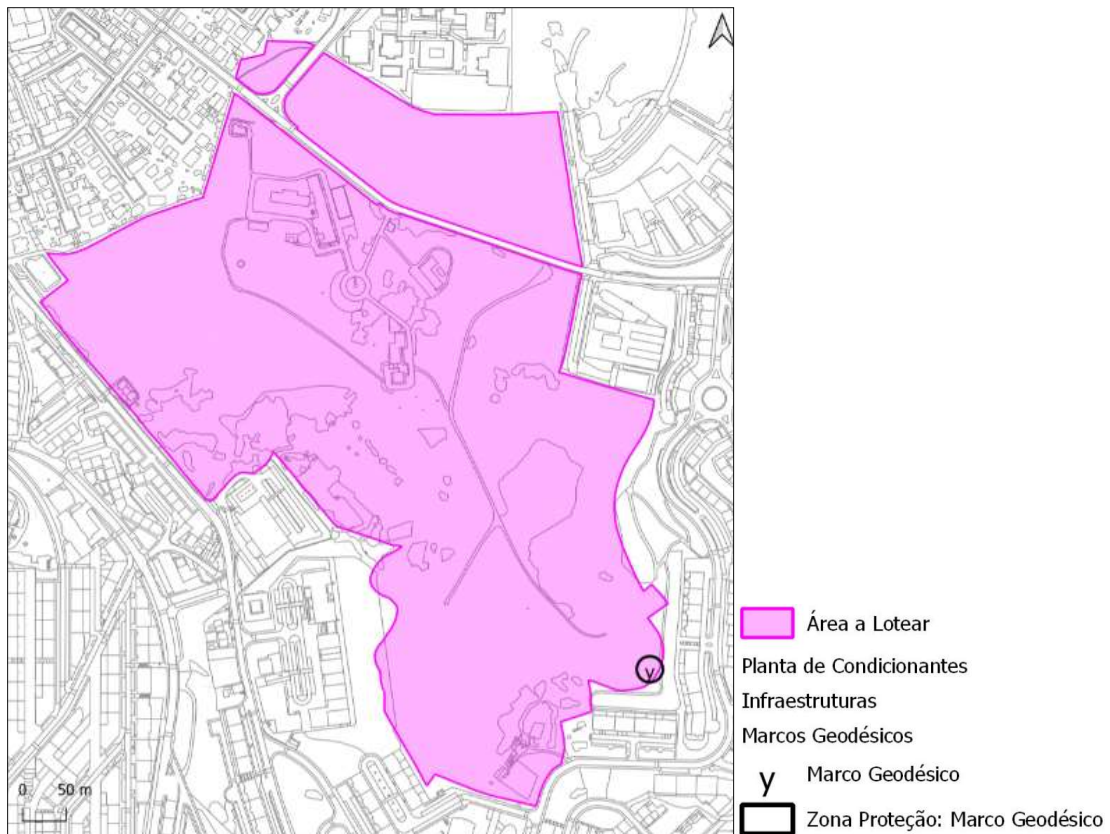 Área a Lotear
Planta de Condicionantes
Infraestruturas
Marcos Geodésicos
y Marco Geodésico
Zona Proteção: Marco Geodésico
y
0 50 m